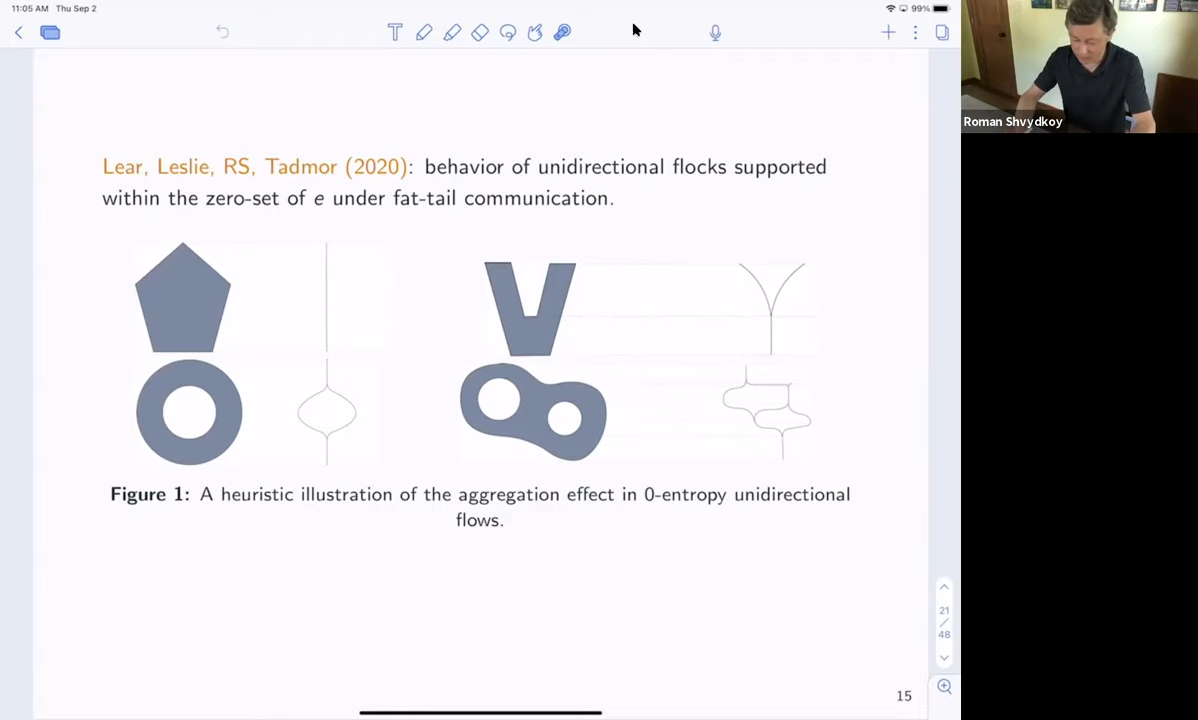 11:05 AM Thu Sep 2
99%
Roman Shvydkoy
Lear, Leslie, RS, Tadmor (2020): behavior of unidirectional flocks supported
within the zero-set of e under fat-tail communication.
Figure 1: A heuristic illustration of the aggregation effect in 0-entropy unidirectional
flows.
21
/
48
15